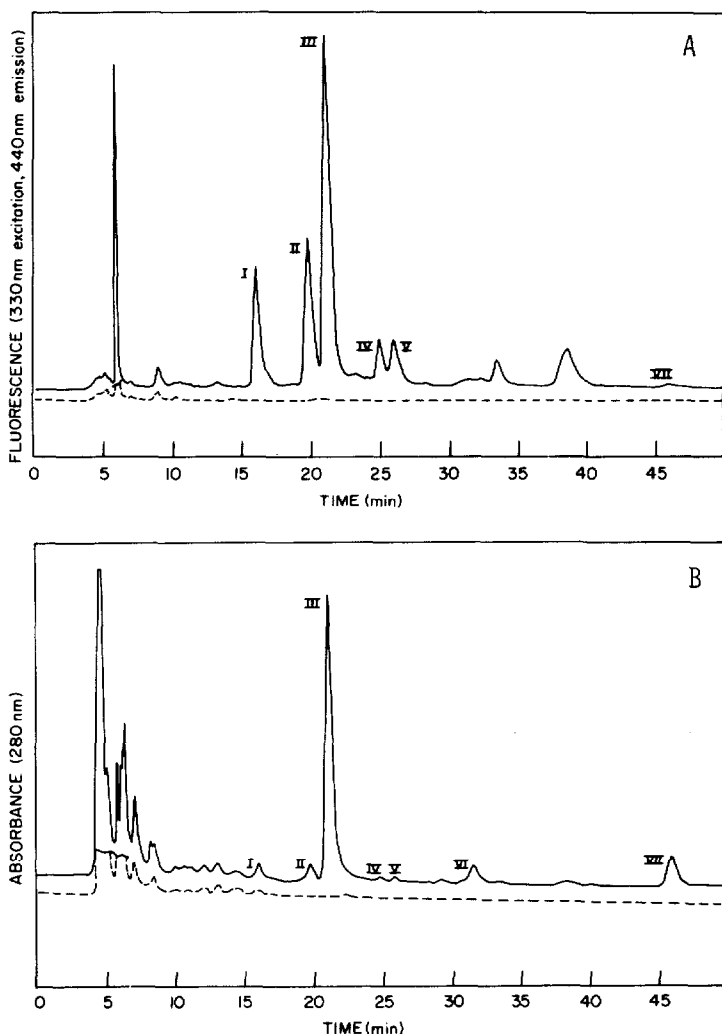 A
III
II
I
IV V
VII
FLUORESCENCE (330nm excitation, 440nm emission)
0 5 10 15 20 25 30 35 40 45
TIME (min)
B
III
I II IV V VI VII
ABSORBANCE (280 nm)
0 5 10 15 20 25 30 35 40 45
TIME (min)